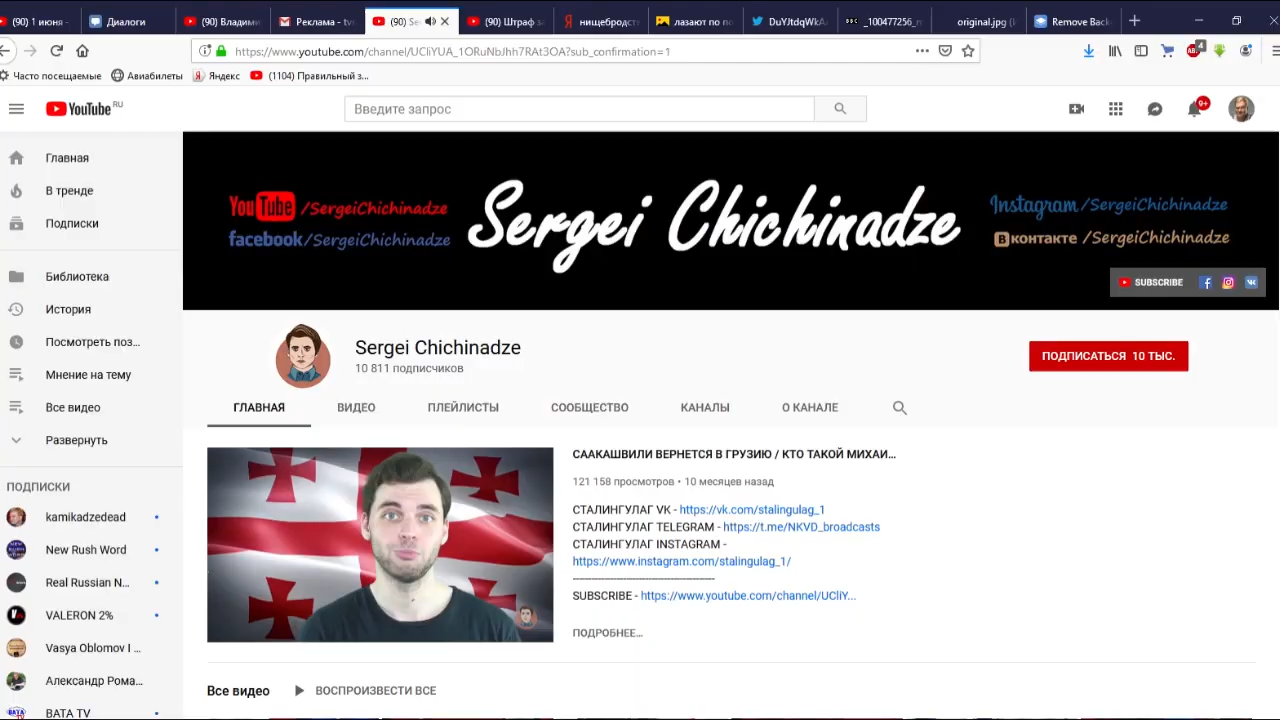 (90) 1 июня -
Диалоги
(90) Владими
Реклама - tv
(90) Se
(90) Штраф за
нищебродст
лазают по по
DuYJtdqWkA
_100477256_m
original.jpg (
Remove Back
https://www.youtube.com/channel/UCliYUA_1ORuNbJhh7RAt3OA?sub_confirmation=1
4
Часто посещаемые
Авиабилеты
Яндекс
(1104) Правильный з...
YouTube RU
Введите запрос
9+
Главная
В тренде
Подписки
Библиотека
История
Посмотреть поз...
Мнение на тему
Все видео
Развернуть
ПОДПИСКИ
kamikadzedead
New Rush Word
Real Russian N...
VALERON 2%
Vasya Oblomov I ...
Александр Рома...
BATA TV
YouTube /SergeiChichinadze
facebook/SergeiChichinadze
Sergei Chichinadze
Instagram/SergeiChichinadze
Вконтакте /SergeiChichinadze
SUBSCRIBE
Sergei Chichinadze
10 811 подписчиков
ПОДПИСАТЬСЯ 10 ТЫС.
ГЛАВНАЯ
ВИДЕО
ПЛЕЙЛИСТЫ
СООБЩЕСТВО
КАНАЛЫ
О КАНАЛЕ
СААКАШВИЛИ ВЕРНЕТСЯ В ГРУЗИЮ / КТО ТАКОЙ МИХАИ...
121 158 просмотров • 10 месяцев назад
СТАЛИНГУЛАГ VK - https://vk.com/stalingulag_1
СТАЛИНГУЛАГ TELEGRAM - https://t.me/NKVD_broadcasts
СТАЛИНГУЛАГ INSTAGRAM -
https://www.instagram.com/stalingulag_1/
----------------------------------------------
SUBSCRIBE - https://www.youtube.com/channel/UCliY...
ПОДРОБНЕЕ...
Все видео
ВОСПРОИЗВЕСТИ ВСЕ